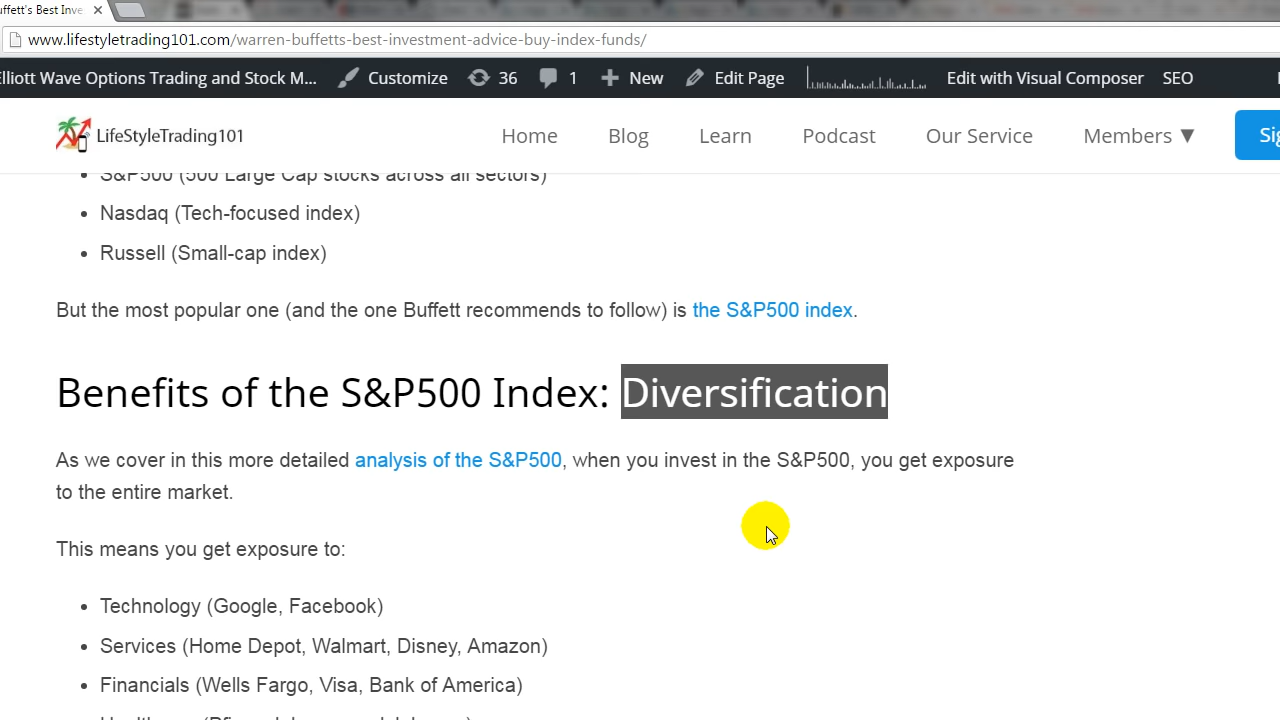 uffett's Best Inve
www.lifestyletrading101.com/warren-buffetts-best-investment-advice-buy-index-funds/
Elliott Wave Options Trading and Stock M... Customize 36 1 New Edit Page Edit with Visual Composer SEO
LifeStyleTrading101 Home Blog Learn Podcast Our Service Members ▼ Sig
• S&P500 (500 Large Cap stocks across all sectors)
• Nasdaq (Tech-focused index)
• Russell (Small-cap index)
But the most popular one (and the one Buffett recommends to follow) is the S&P500 index.
Benefits of the S&P500 Index: Diversification
As we cover in this more detailed analysis of the S&P500, when you invest in the S&P500, you get exposure
to the entire market.
This means you get exposure to:
• Technology (Google, Facebook)
• Services (Home Depot, Walmart, Disney, Amazon)
• Financials (Wells Fargo, Visa, Bank of America)